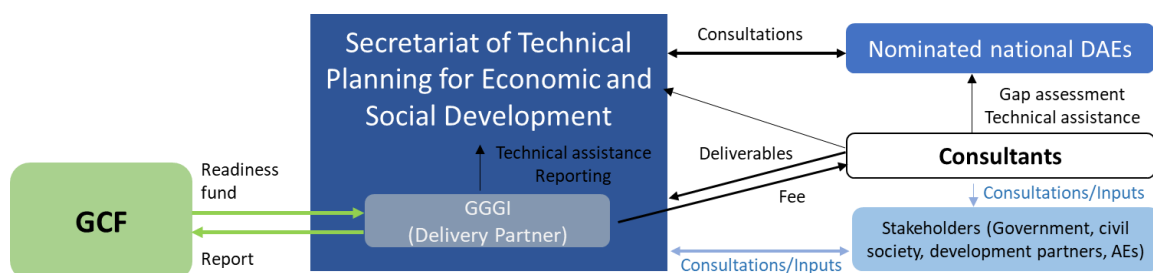 Secretariat of Technical
Planning for Economic and
Social Development
Consultations
Nominated national DAEs
Gap assessment
Technical assistance
Technical assistance
Reporting
Deliverables
Consultants
Readiness
fund
GCF
GGGI
(Delivery Partner)
Fee
Consultations/Inputs
Stakeholders (Government, civil
society, development partners, AEs)
Report
Consultations/Inputs